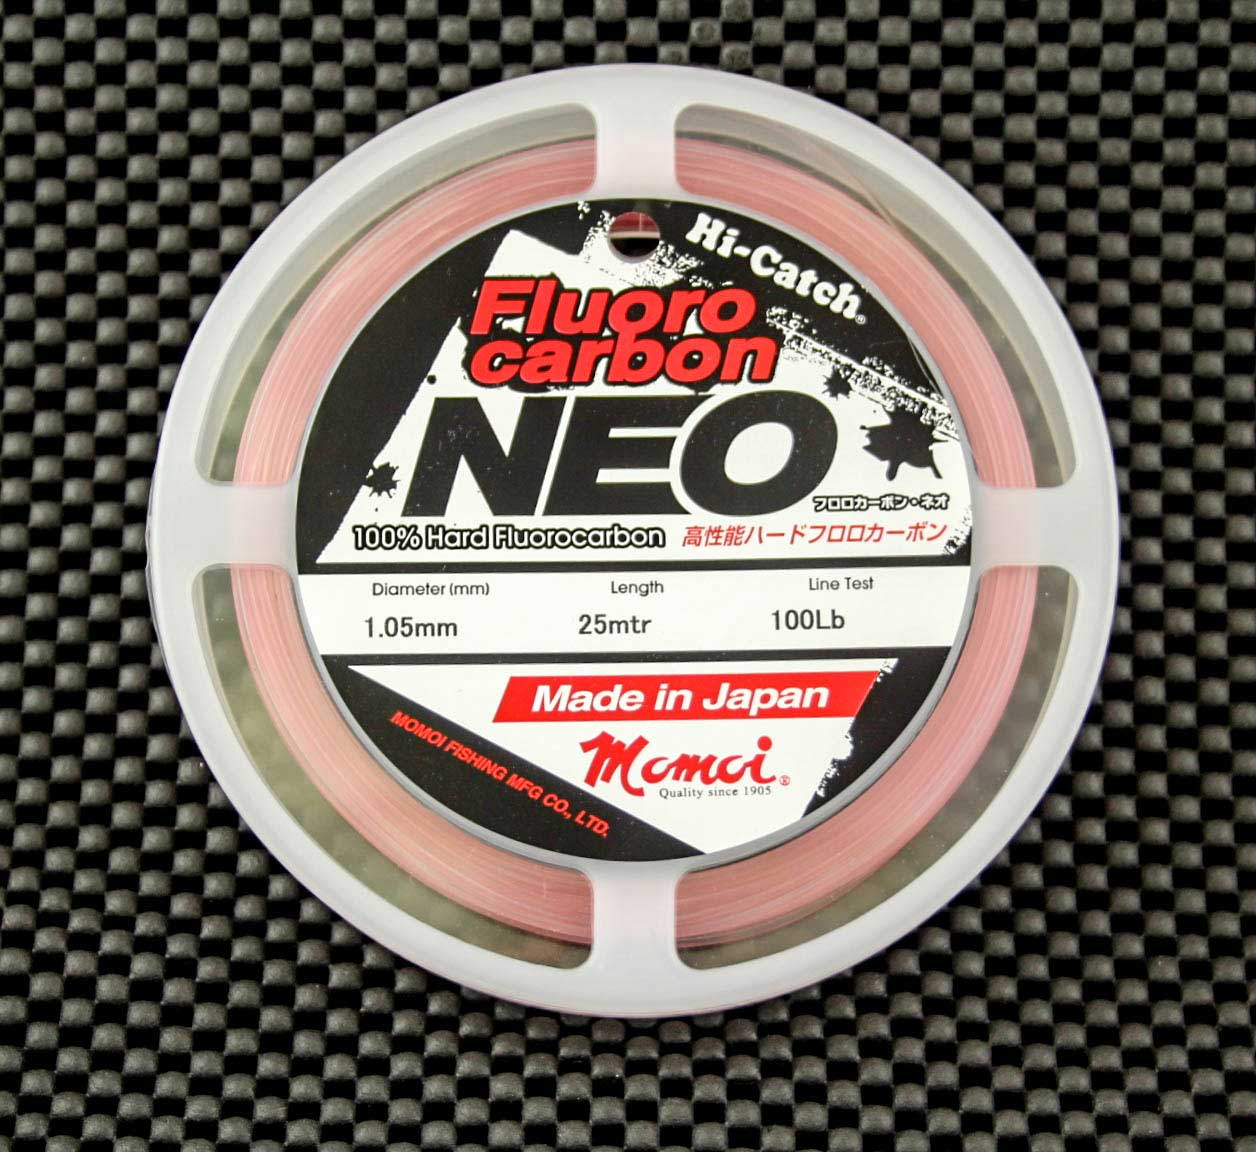 Hi-Catch®
Fluoro
carbon
NEO
フロロカーボン・ネオ
100% Hard Fluorocarbon 高性能ハードフロロカーボン
Diameter (mm) Length Line Test
1.05mm 25mtr 100Lb
Made in Japan
Momoi®
Quality since 1905
MOMOI FISHING MFG CO., LTD.